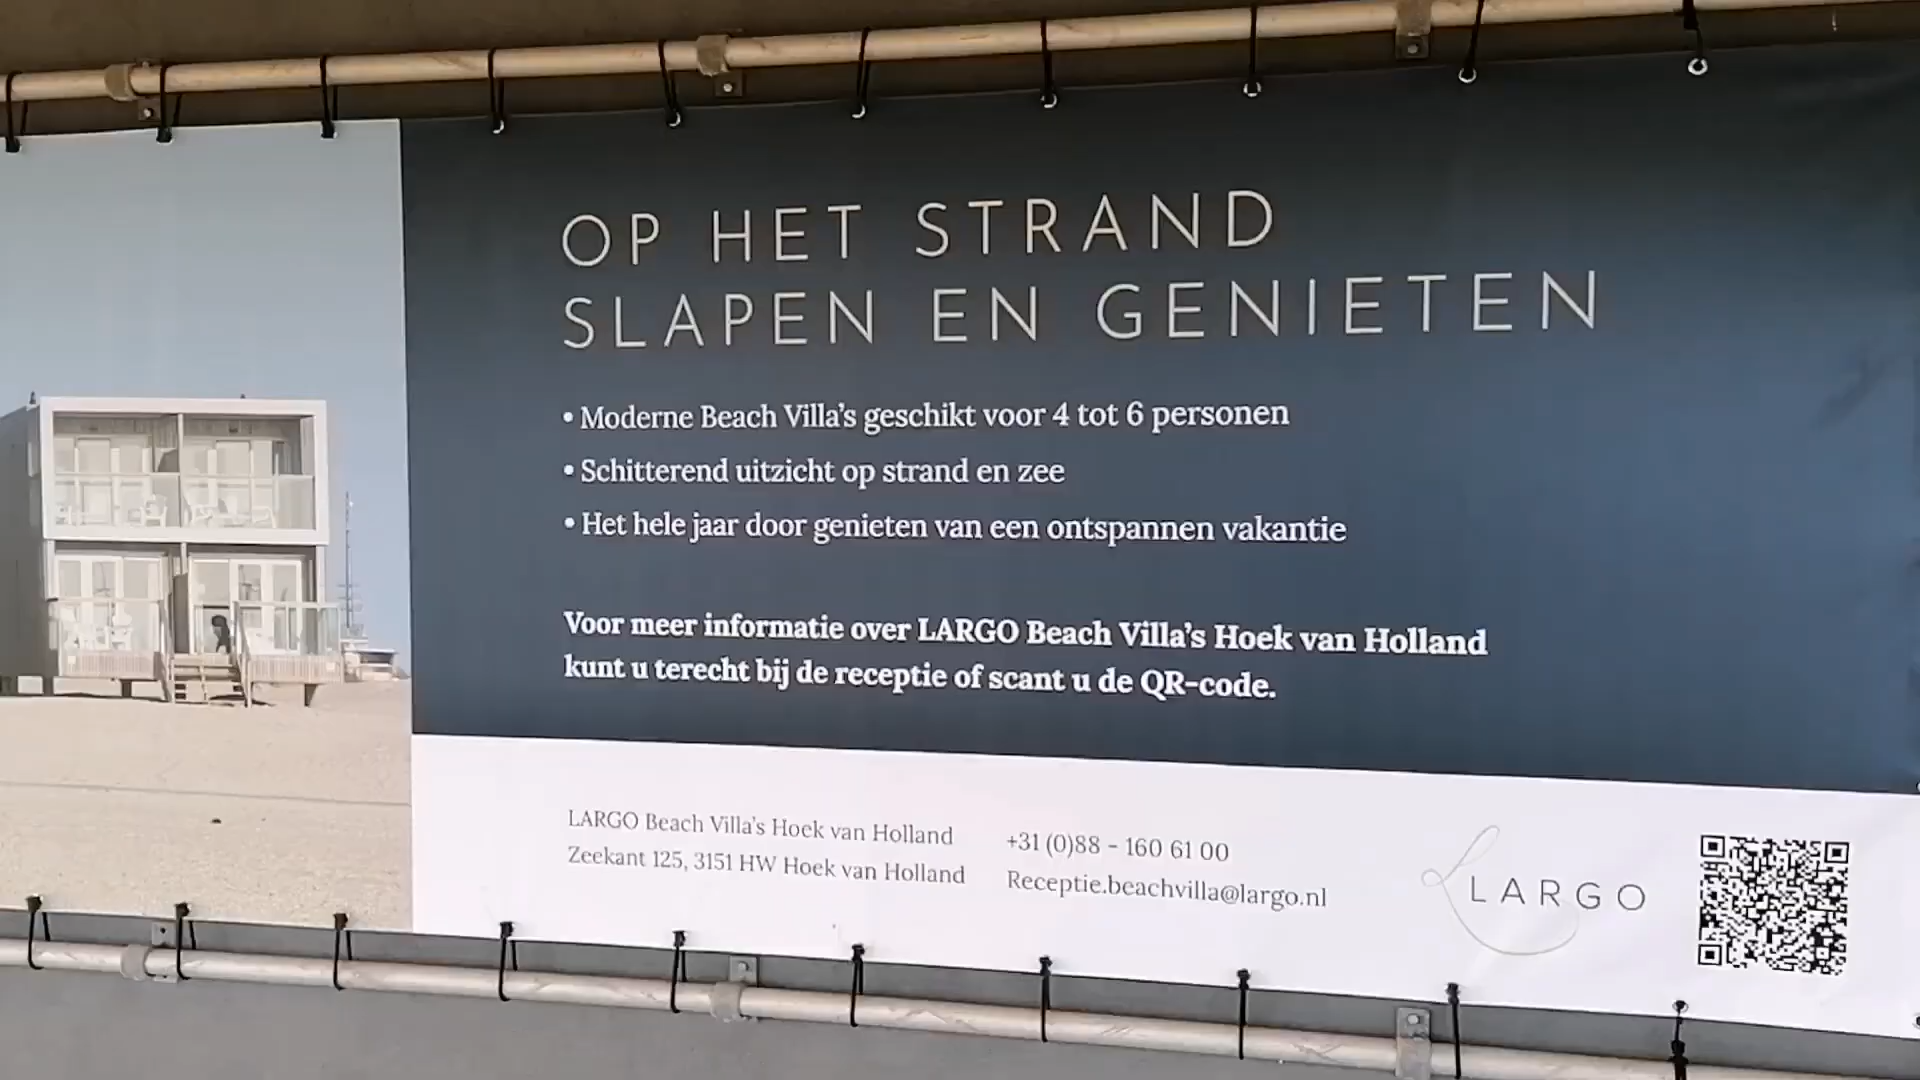 OP HET STRAND
SLAPEN EN GENIETEN
• Moderne Beach Villa's geschikt voor 4 tot 6 personen
• Schitterend uitzicht op strand en zee
• Het hele jaar door genieten van een ontspannen vakantie
Voor meer informatie over LARGO Beach Villa's Hoek van Holland
kunt u terecht bij de receptie of scant u de QR-code.
LARGO Beach Villa's Hoek van Holland
Zeekant 125, 3151 HW Hoek van Holland
+31 (0)88 - 160 61 00
Receptie.beachvilla@largo.nl
L LARGO